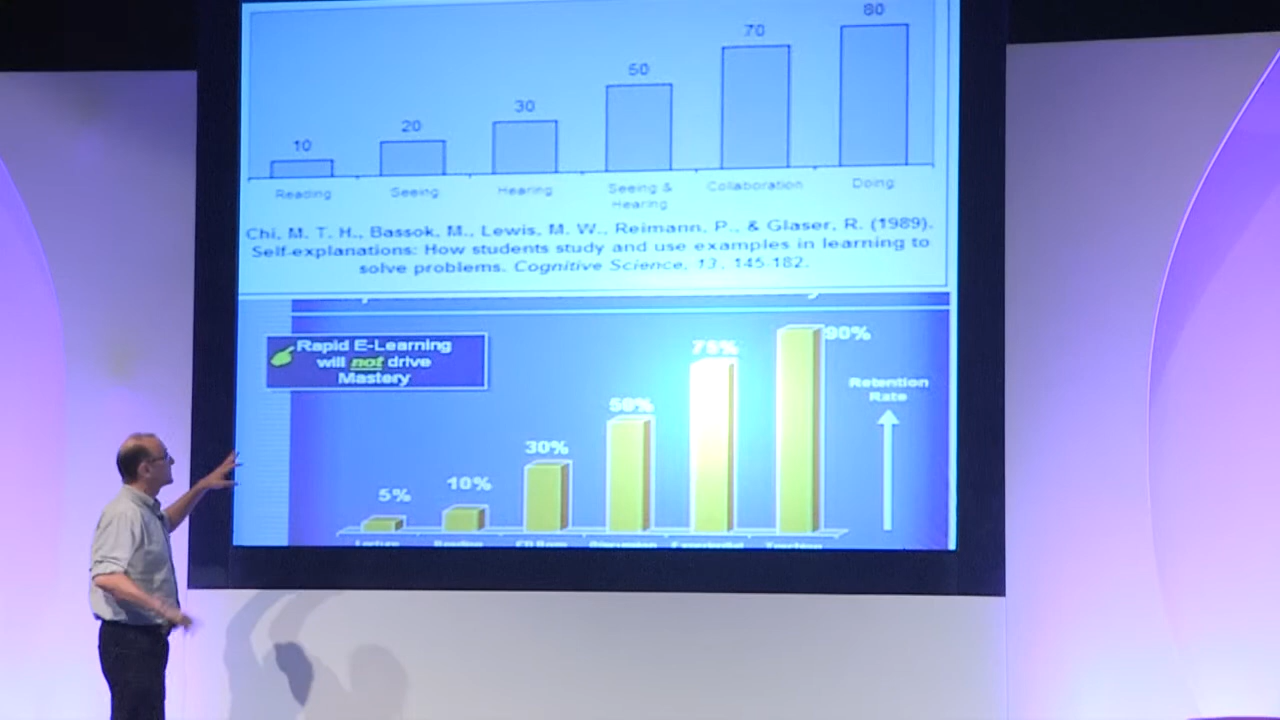 80
70
50
30
20
10
Reading
Seeing
Hearing
Seeing &
Hearing
Collaboration
Doing
Chi, M. T. H., Bassok, M., Lewis, M. W., Reimann, P., & Glaser, R. (1989).
Self-explanations: How students study and use examples in learning to
solve problems. Cognitive Science, 13, 145-182.
Rapid E-Learning
will not drive
Mastery
90%
75%
50%
30%
10%
5%
Retention
Rate